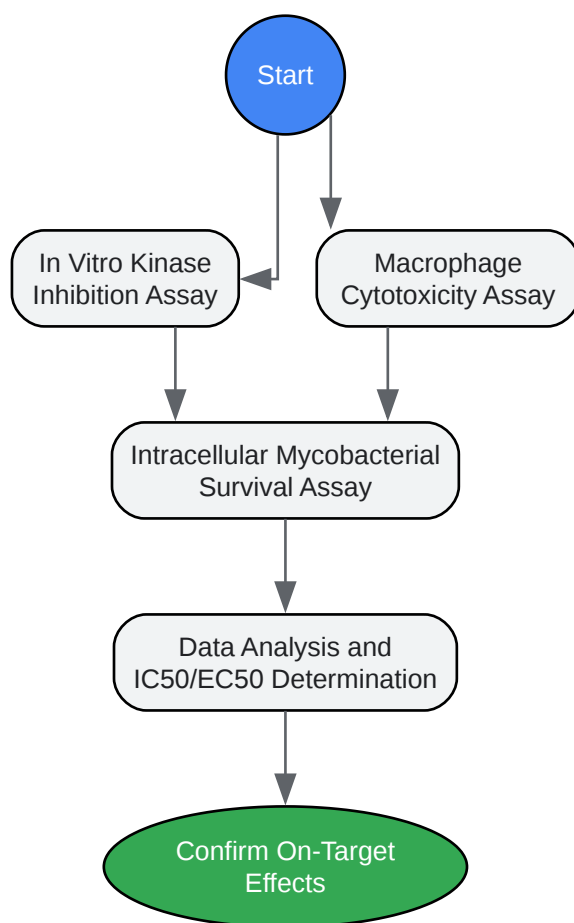 Start
In Vitro Kinase
Inhibition Assay
Macrophage
Cytotoxicity Assay
Intracellular Mycobacterial
Survival Assay
Data Analysis and
IC50/EC50 Determination
Confirm On-Target
Effects